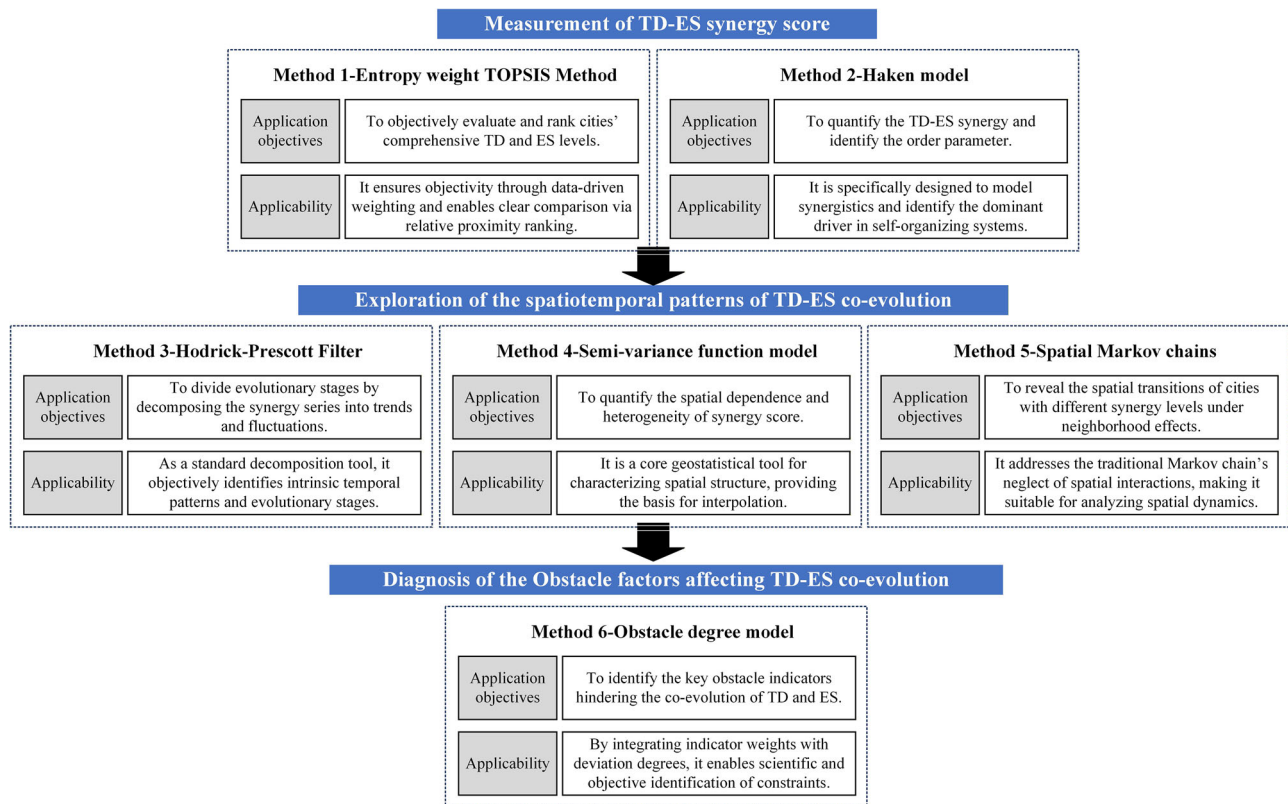 Measurement of TD-ES synergy score
Method 1-Entropy weight TOPSIS Method
Application
objectives
To objectively evaluate and rank cities’
comprehensive TD and ES levels.
Applicability
It ensures objectivity through data-driven
weighting and enables clear comparison via
relative proximity ranking.
Method 2-Haken model
Application
objectives
To quantify the TD-ES synergy and
identify the order parameter.
Applicability
It is specifically designed to model
synergistics and identify the dominant
driver in self-organizing systems.
Exploration of the spatiotemporal patterns of TD-ES co-evolution
Method 3-Hodrick-Prescott Filter
Application
objectives
To divide evolutionary stages by
decomposing the synergy series into trends
and fluctuations.
Applicability
As a standard decomposition tool, it
objectively identifies intrinsic temporal
patterns and evolutionary stages.
Method 4-Semi-variance function model
Application
objectives
To quantify the spatial dependence and
heterogeneity of synergy score.
Applicability
It is a core geostatistical tool for
characterizing spatial structure, providing
the basis for interpolation.
Method 5-Spatial Markov chains
Application
objectives
To reveal the spatial transitions of cities
with different synergy levels under
neighborhood effects.
Applicability
It addresses the traditional Markov chain’s
neglect of spatial interactions, making it
suitable for analyzing spatial dynamics.
Diagnosis of the Obstacle factors affecting TD-ES co-evolution
Method 6-Obstacle degree model
Application
objectives
To identify the key obstacle indicators
hindering the co-evolution of TD and ES.
Applicability
By integrating indicator weights with
deviation degrees, it enables scientific and
objective identification of constraints.